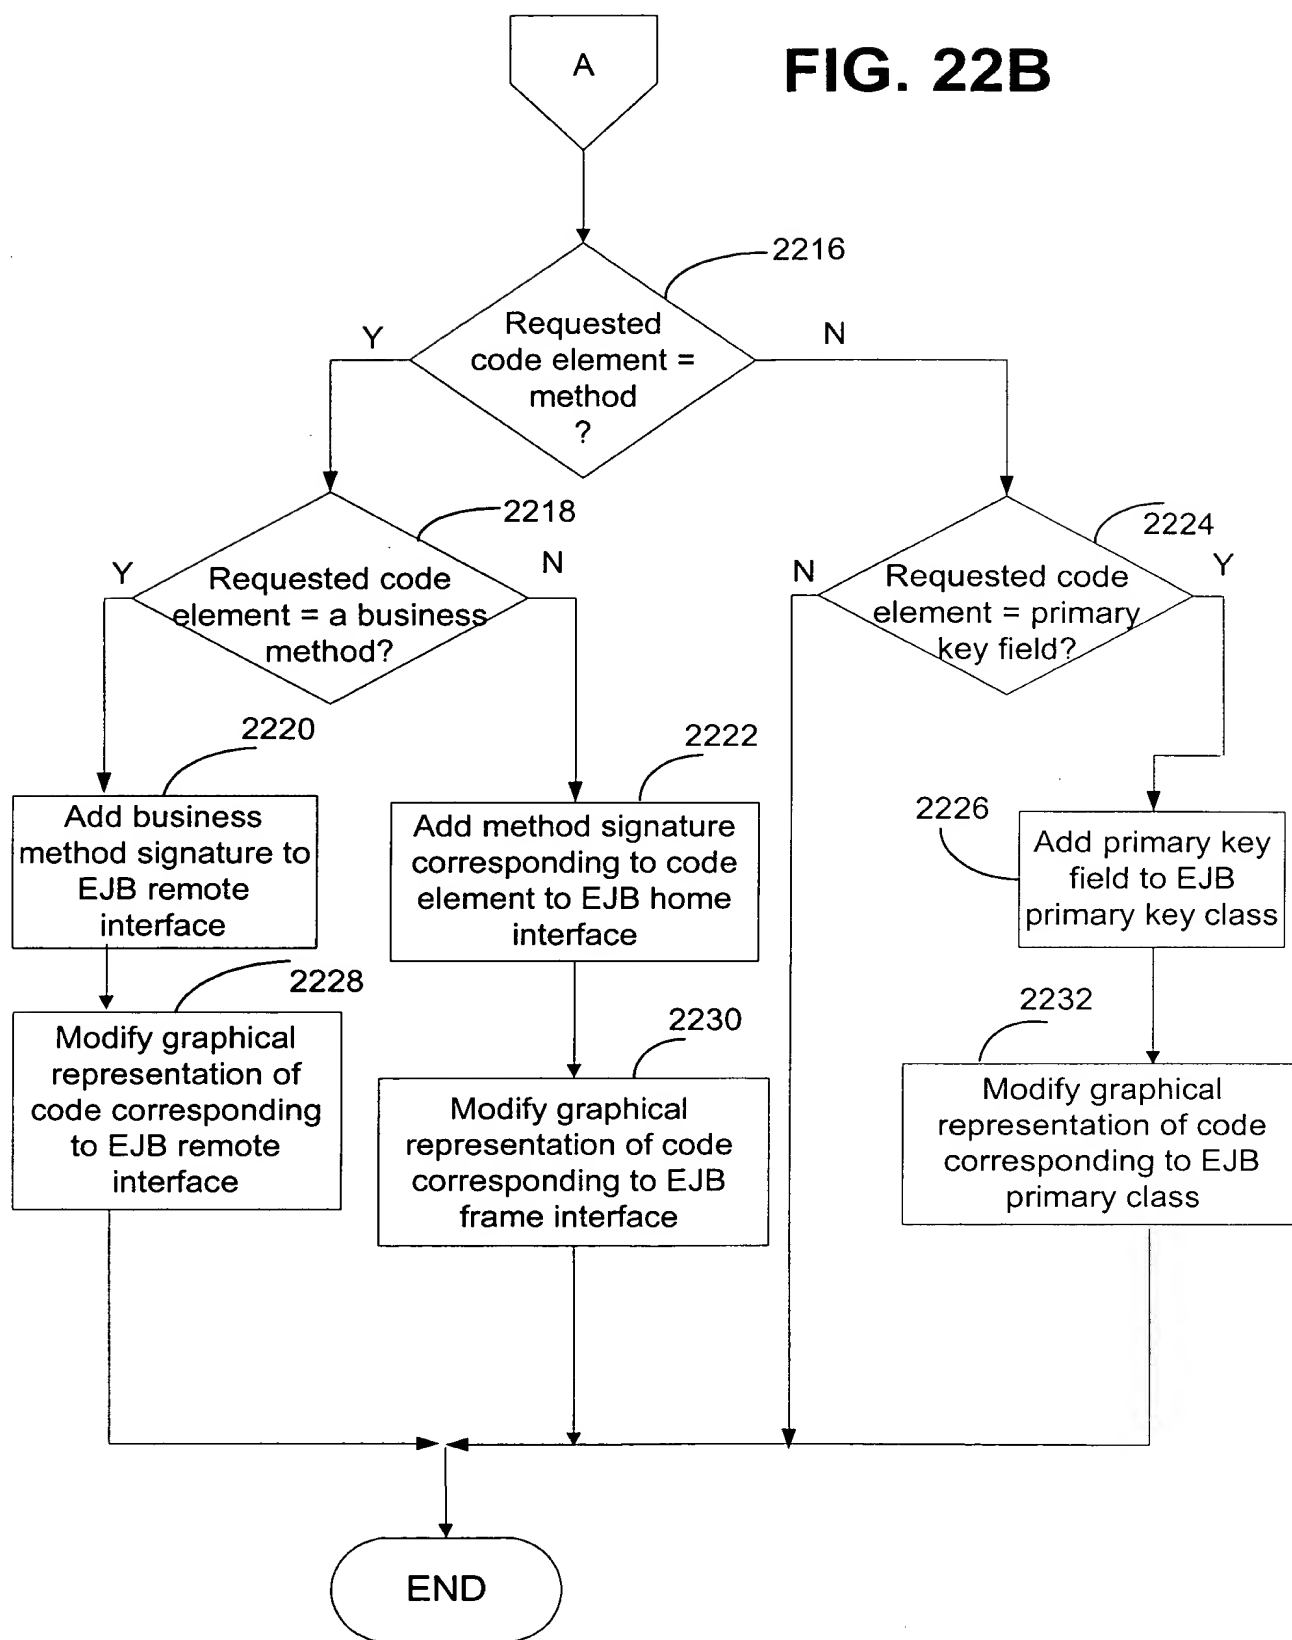 A
FIG. 22B
2216
Requested
code element =
method
?
Y
N
2218
Requested code
element = a business
method?
Y
N
2224
Requested code
element = primary
key field?
N
Y
2220
Add business
method signature to
EJB remote
interface
2222
Add method signature
corresponding to code
element to EJB home
interface
2226
Add primary key
field to EJB
primary key class
2228
Modify graphical
representation of
code corresponding
to EJB remote
interface
2230
Modify graphical
representation of code
corresponding to EJB
frame interface
2232
Modify graphical
representation of code
corresponding to EJB
primary class
END